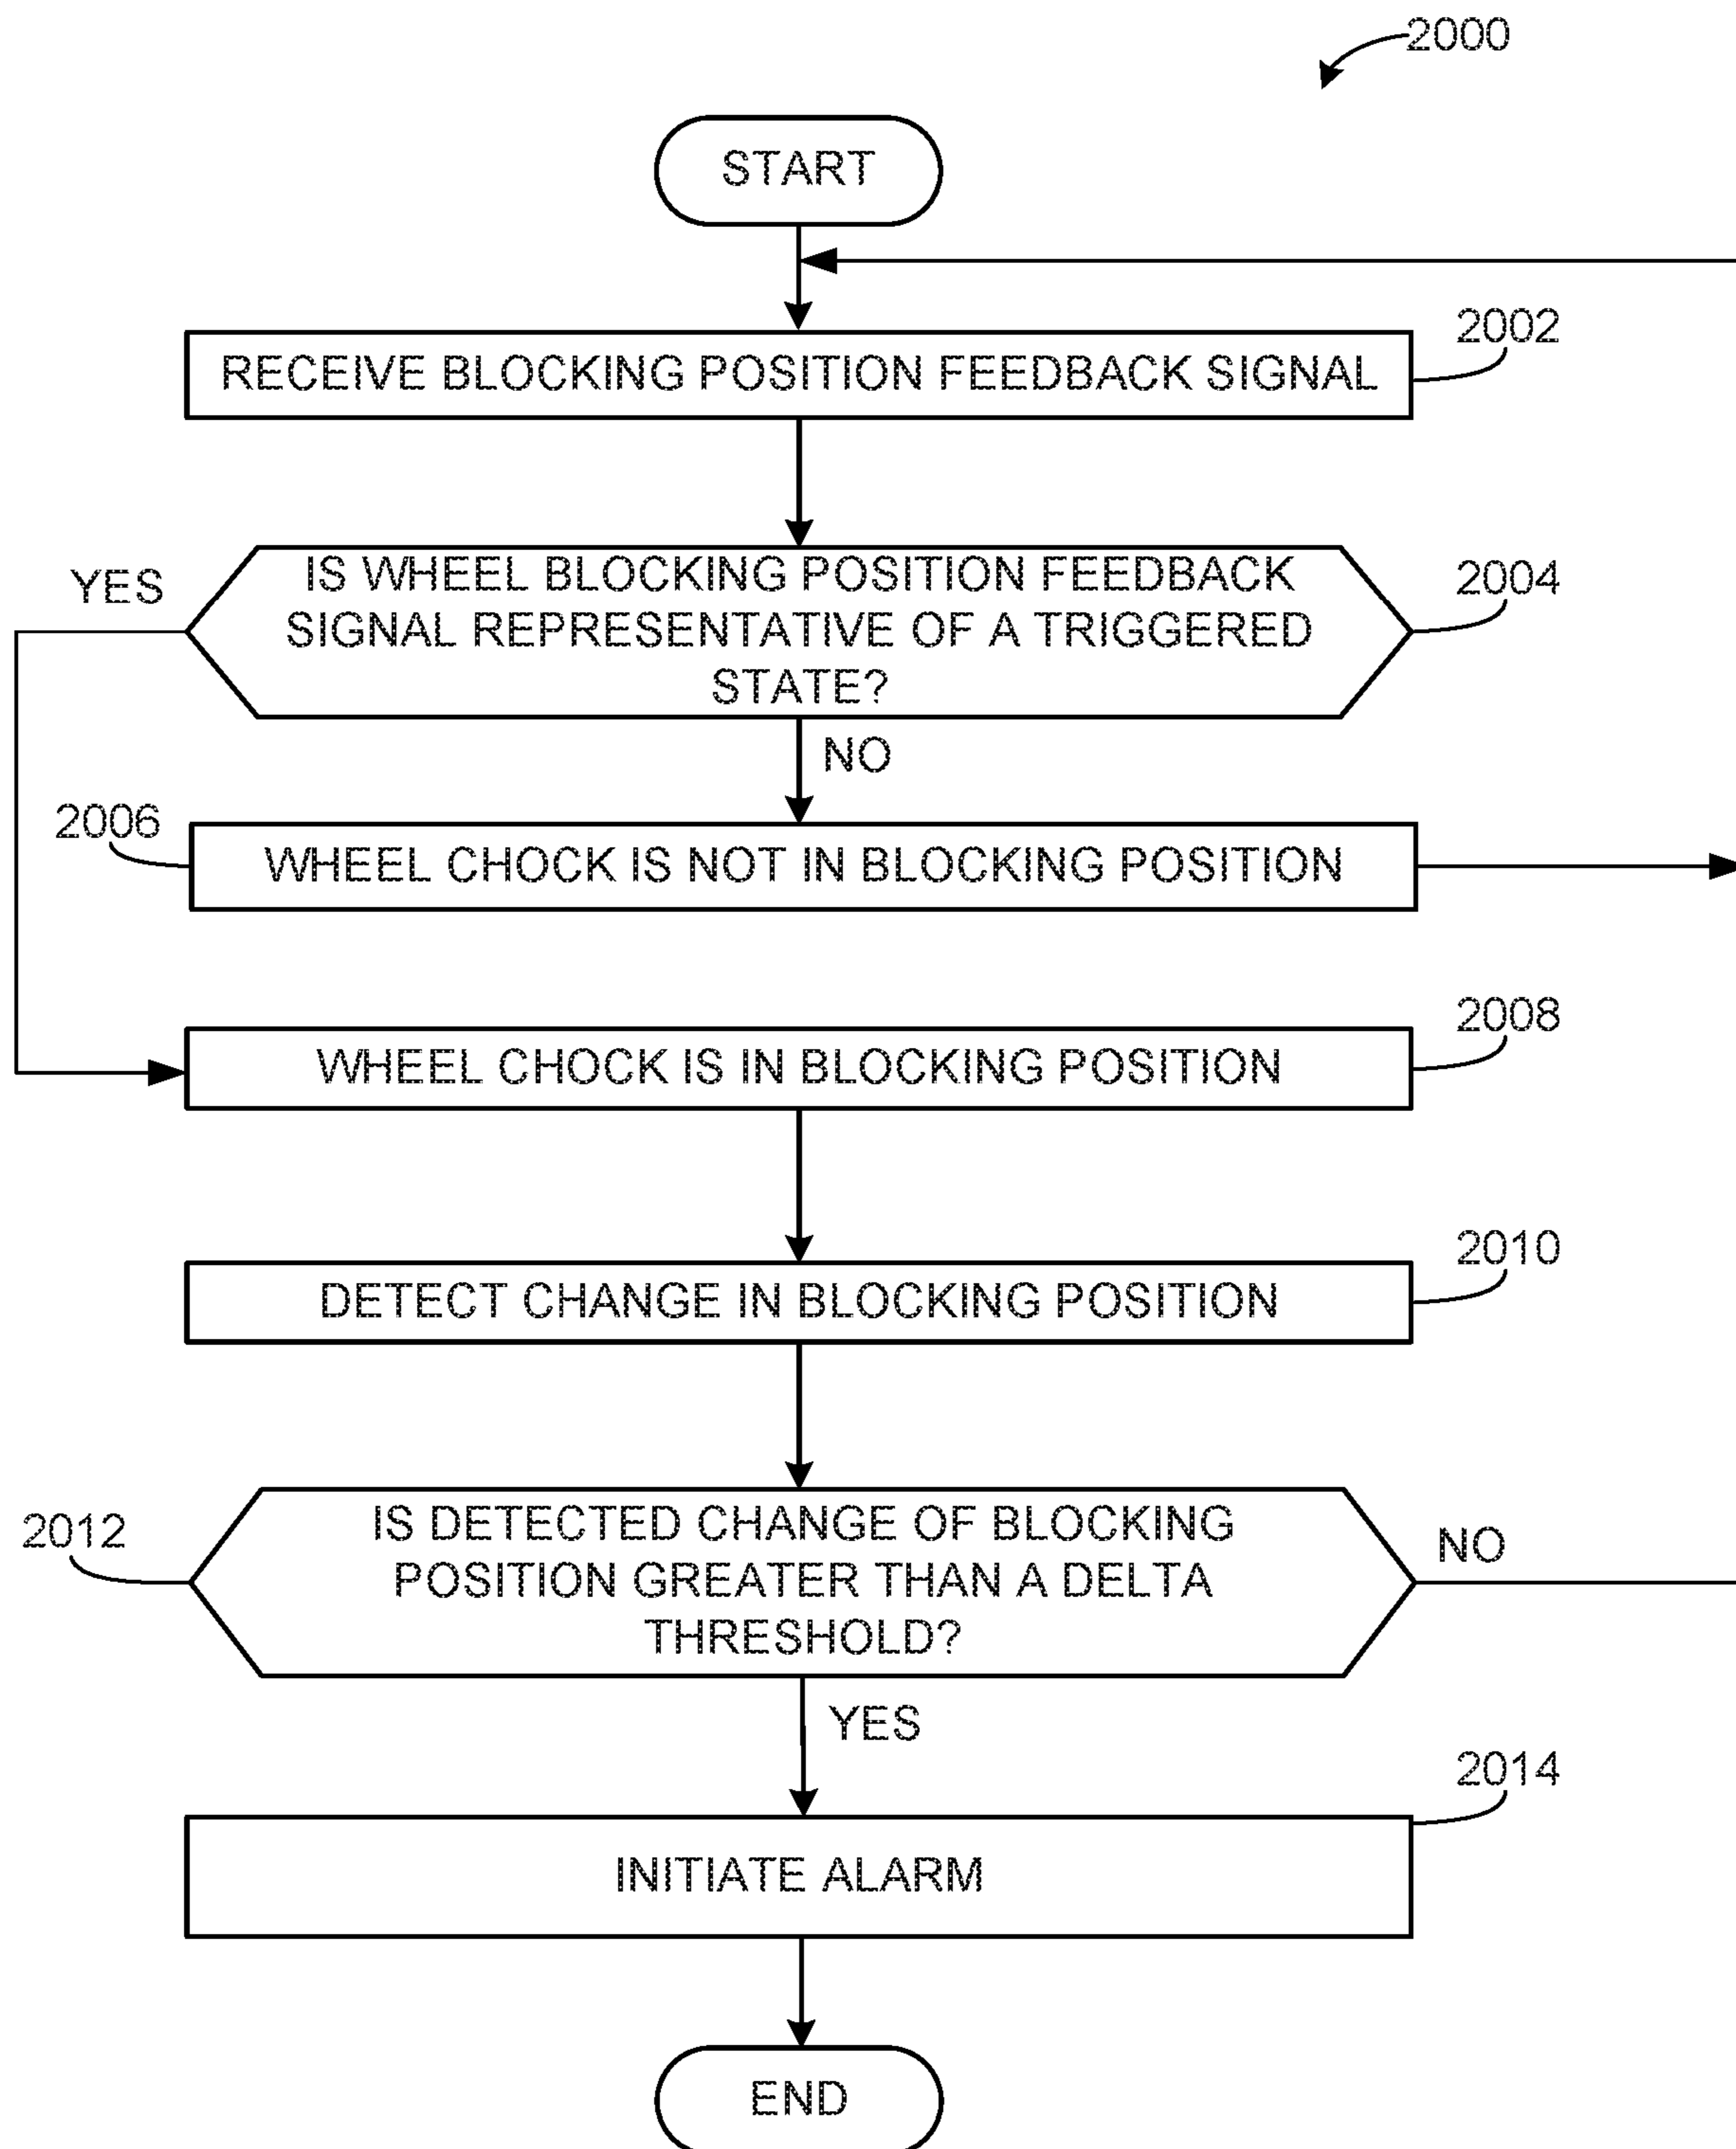 2000
START
RECEIVE BLOCKING POSITION FEEDBACK SIGNAL
2002
YES
IS WHEEL BLOCKING POSITION FEEDBACK
SIGNAL REPRESENTATIVE OF A TRIGGERED
STATE?
2004
NO
2006
WHEEL CHOCK IS NOT IN BLOCKING POSITION
2008
WHEEL CHOCK IS IN BLOCKING POSITION
2010
DETECT CHANGE IN BLOCKING POSITION
2012
IS DETECTED CHANGE OF BLOCKING
POSITION GREATER THAN A DELTA
THRESHOLD?
NO
YES
2014
INITIATE ALARM
END